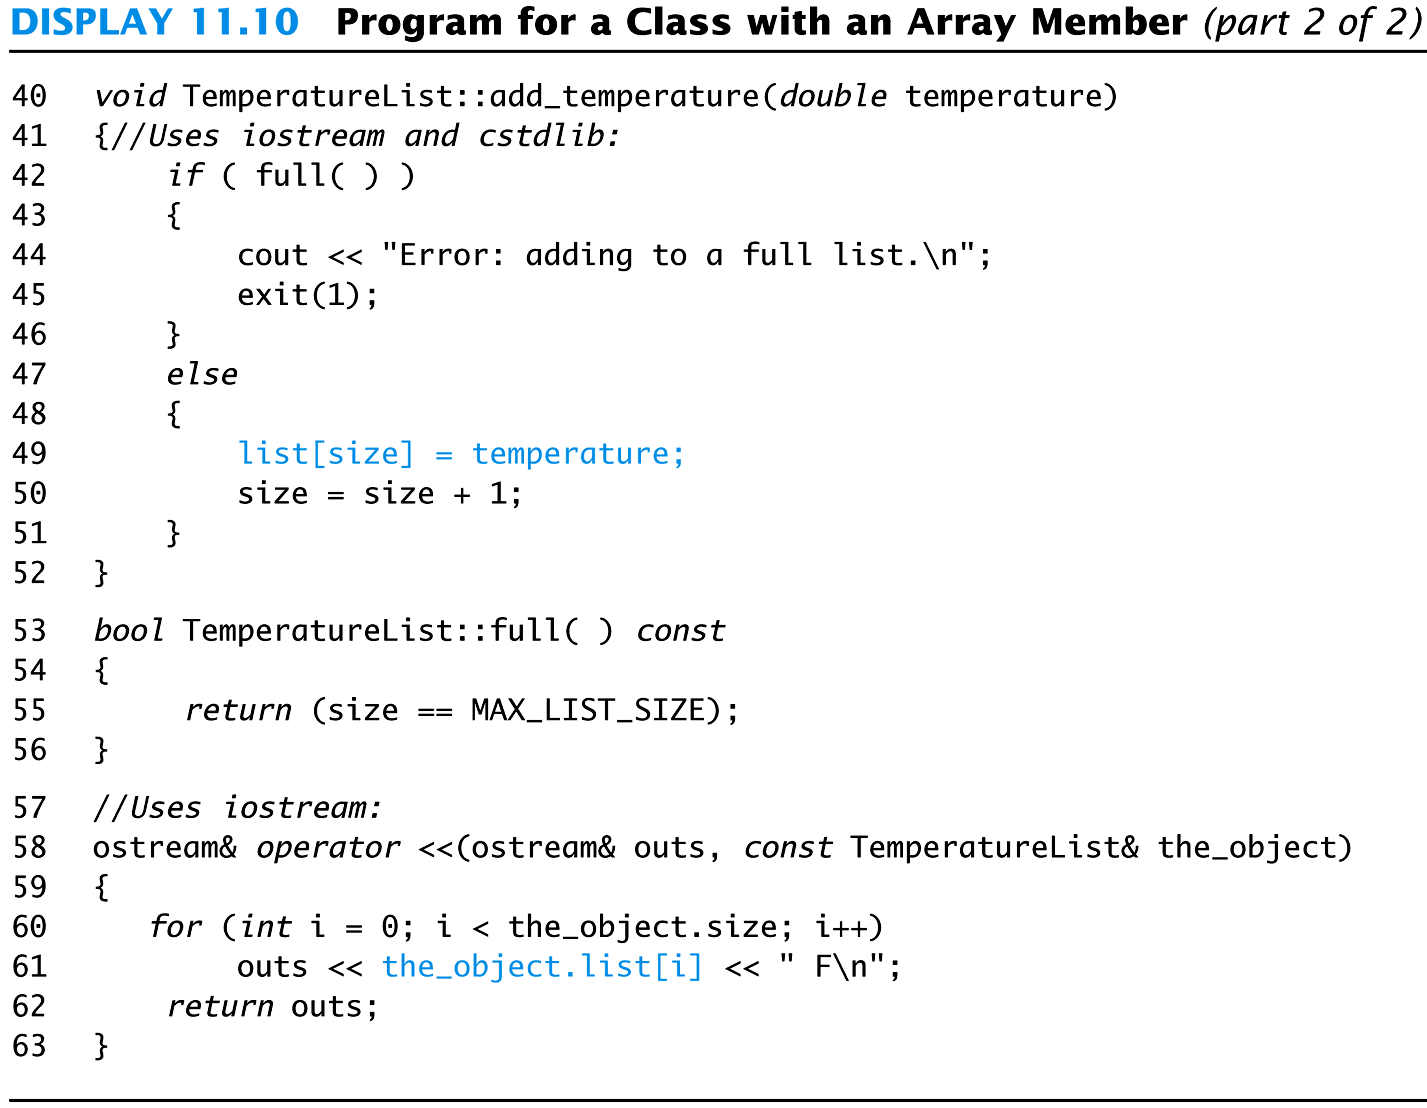 DISPLAY 11.10 Program for a Class with an Array Member (part 2 of 2)
40 void TemperatureList::add_temperature(double temperature)
41 {//Uses iostream and cstdlib:
42     if ( full( ) )
43     {
44         cout << "Error: adding to a full list.\n";
45         exit(1);
46     }
47     else
48     {
49         list[size] = temperature;
50         size = size + 1;
51     }
52 }
53 bool TemperatureList::full( ) const
54 {
55      return (size == MAX_LIST_SIZE);
56 }
57 //Uses iostream:
58 ostream& operator <<(ostream& outs, const TemperatureList& the_object)
59 {
60    for (int i = 0; i < the_object.size; i++)
61         outs << the_object.list[i] << " F\n";
62     return outs;
63 }